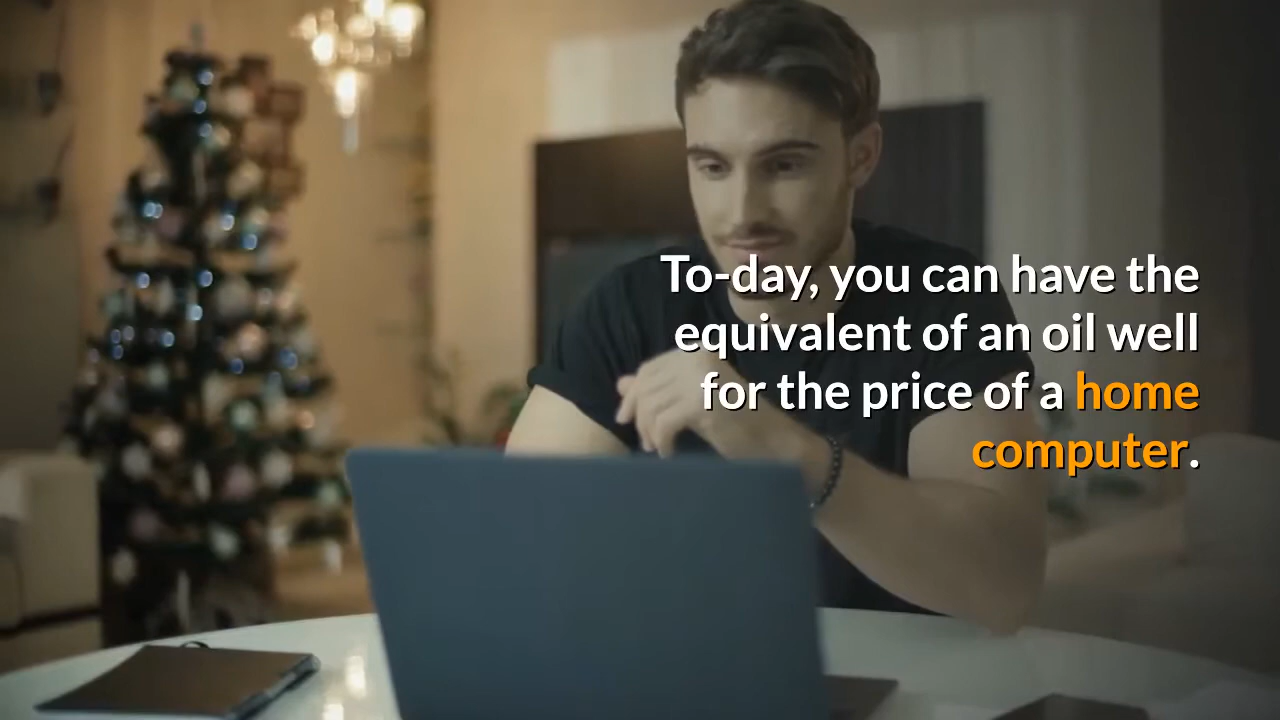 To-day, you can have the
equivalent of an oil well
for the price of a home
computer.